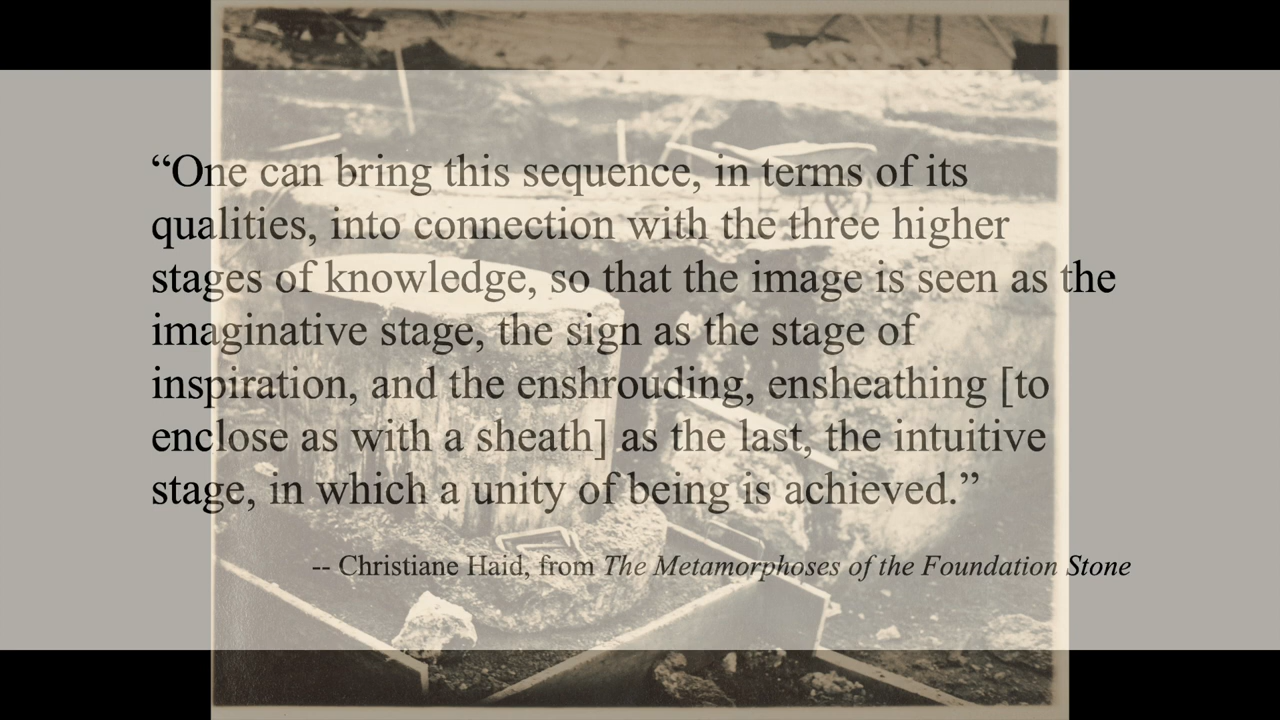 “One can bring this sequence, in terms of its
qualities, into connection with the three higher
stages of knowledge, so that the image is seen as the
imaginative stage, the sign as the stage of
inspiration, and the enshrouding, ensheathing [to
enclose as with a sheath] as the last, the intuitive
stage, in which a unity of being is achieved.”
-- Christiane Haid, from The Metamorphoses of the Foundation Stone